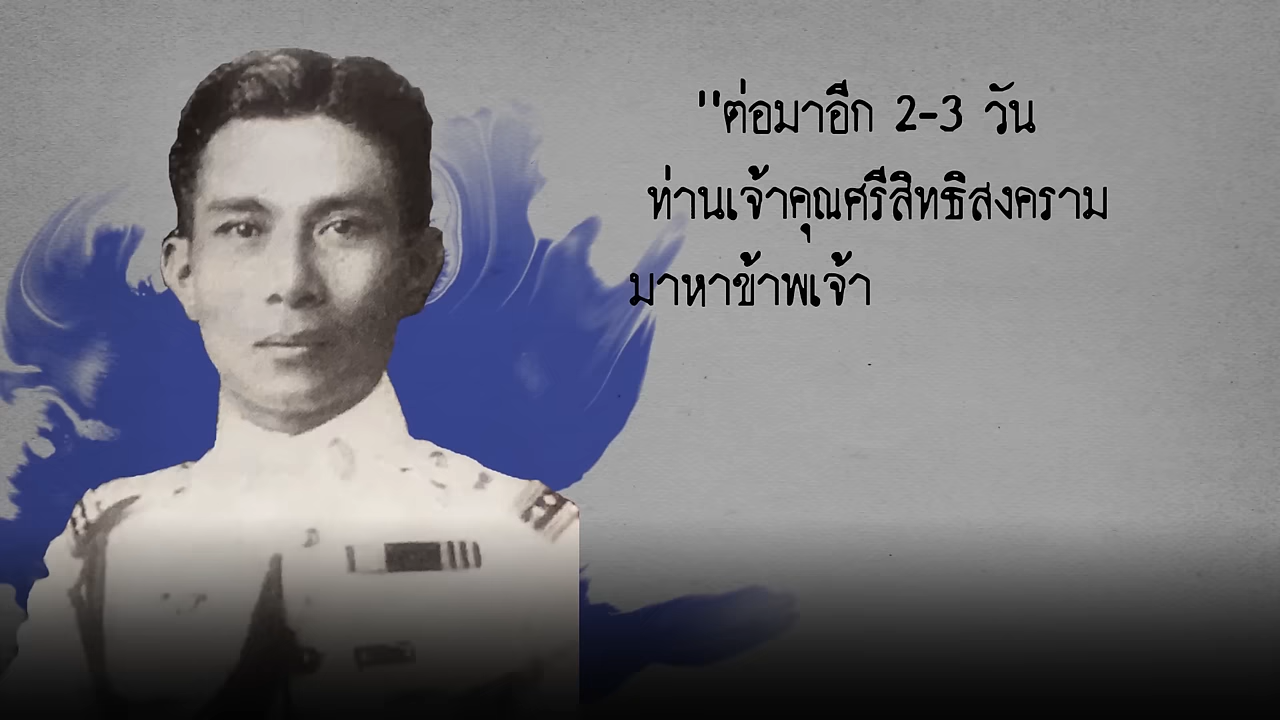 "ต่อมาอีก 2-3 วัน
ท่านเจ้าคุณศรีสิทธิสงคราม
มาหาข้าพเจ้า